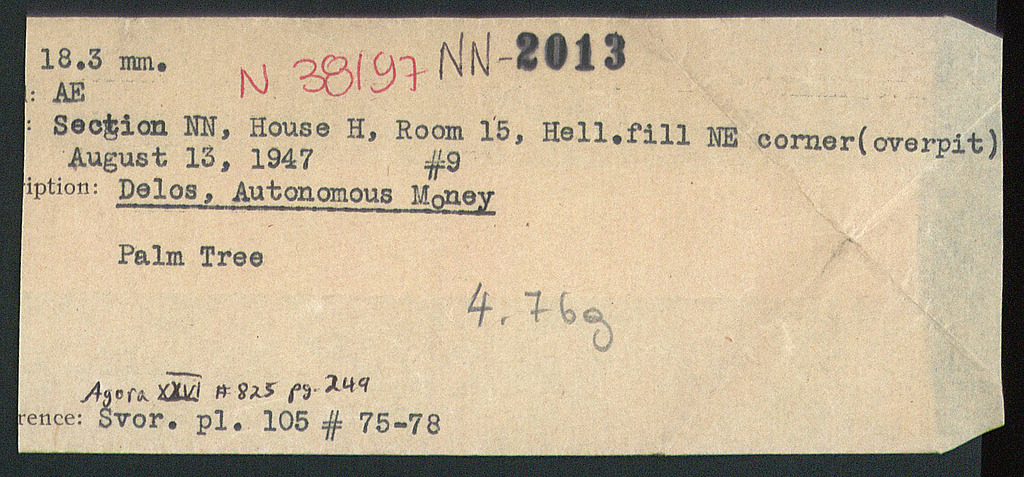 18.3 mm. N 38197 NN-2013
: AE
: Section NN, House H, Room 15, Hell.fill NE corner(overpit)
August 13, 1947 #9
iption: Delos, Autonomous Money
Palm Tree
4.76g
Agora XXVI # 825 pg. 249
rence: Svor. pl. 105 # 75-78